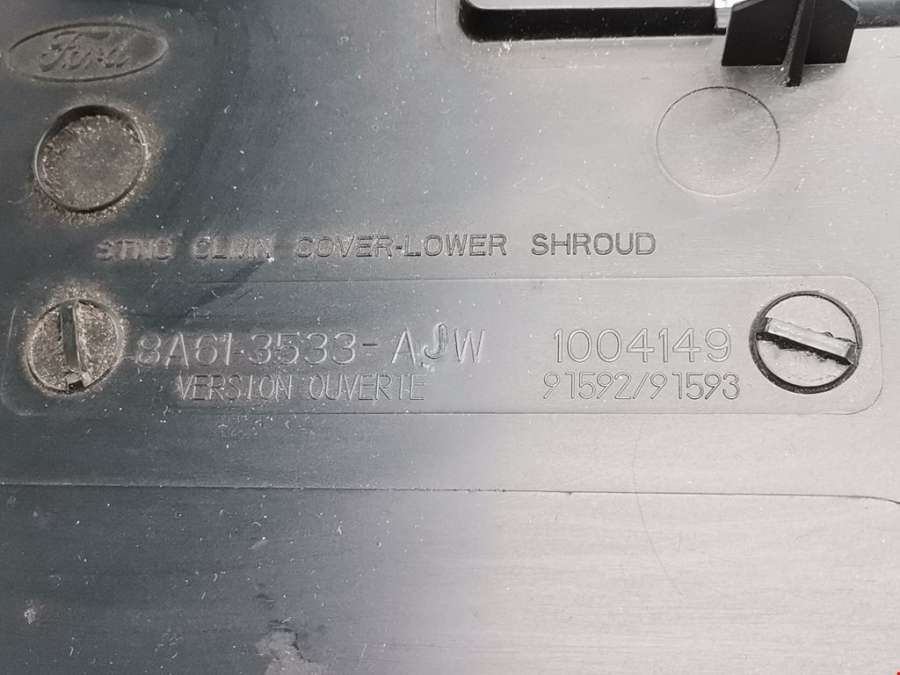 Ford
STNG CLMN COVER-LOWER SHROUD
8A61-3533-AJW 1004149
VERSION OUVERTE 91592/91593